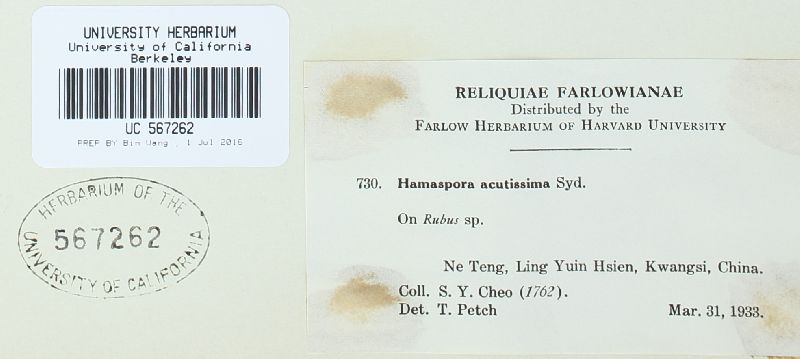 UNIVERSITY HERBARIUM
University of California
Berkeley
UC 567262
PREP BY Bin Wang , 1 Jul 2016
HERBARIUM OF THE
567262
UNIVERSITY OF CALIFORNIA
RELIQUIAE FARLOWIANAE
Distributed by the
FARLOW HERBARIUM OF HARVARD UNIVERSITY
730. Hamaspora acutissima Syd.
On Rubus sp.
Ne Teng, Ling Yuin Hsien, Kwangsi, China.
Coll. S. Y. Cheo (1762).
Det. T. Petch Mar. 31, 1933.